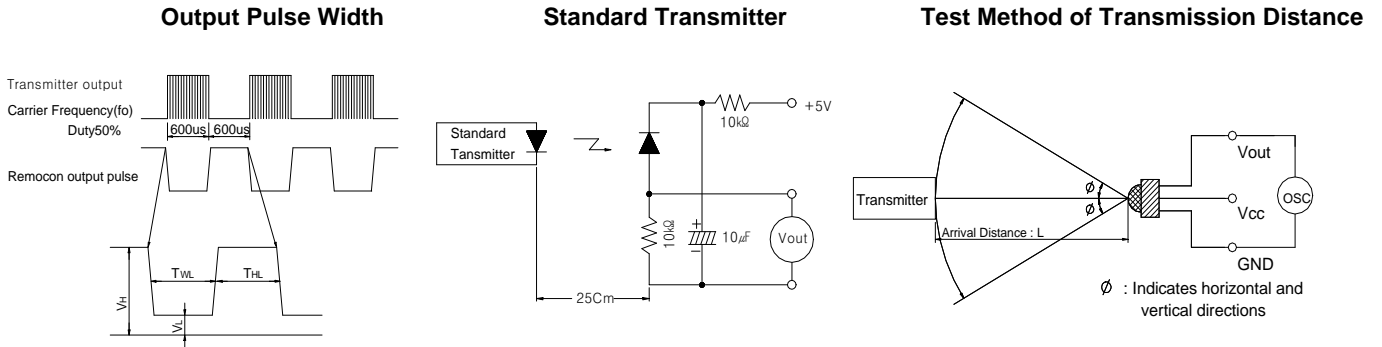 Output Pulse Width
Transmitter output
Carrier Frequency(fo)
Duty50%
600us 600us
Remocon output pulse
TWL THL
VH
VL
Standard Transmitter
+5V
10kΩ
Standard
Tansmitter
10kΩ
+
10μF
Vout
25Cm
Test Method of Transmission Distance
Vout
Transmitter
ϕ
ϕ
Vcc
OSC
Arrival Distance : L
GND
ϕ : Indicates horizontal and
vertical directions